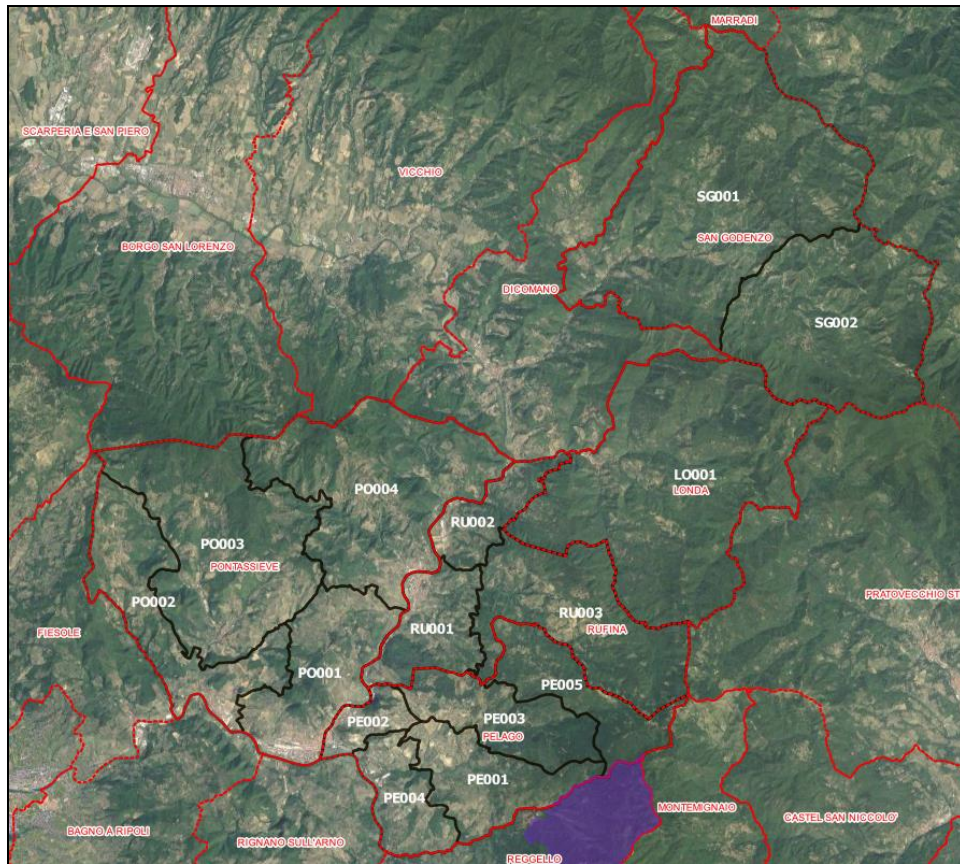 MARRADI
SCARPERIA E SAN PIERO
VICCHIO
SG001
SAN GODENZO
BORGO SAN LORENZO
DICOMANO
SG002
LO001
LONDA
PO004
RU002
PO003
PONTASSIEVE
PO002
RU003
RUFINA
PRATOVECCHIO ST
FIESOLE
RU001
PO001
PE005
PE002
PE003
PELAGO
PE001
PE004
MONTEMIGNAIO
CASTEL SAN NICCOLO'
BAGNO A RIPOLI
RIGNANO SULL'ARNO
REGGELLO